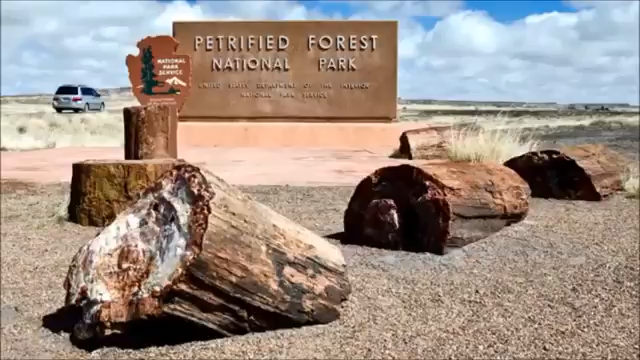 PETRIFIED FOREST
NATIONAL PARK
UNITED STATES DEPARTMENT OF THE INTERIOR
NATIONAL PARK SERVICE
NATIONAL
PARK
SERVICE